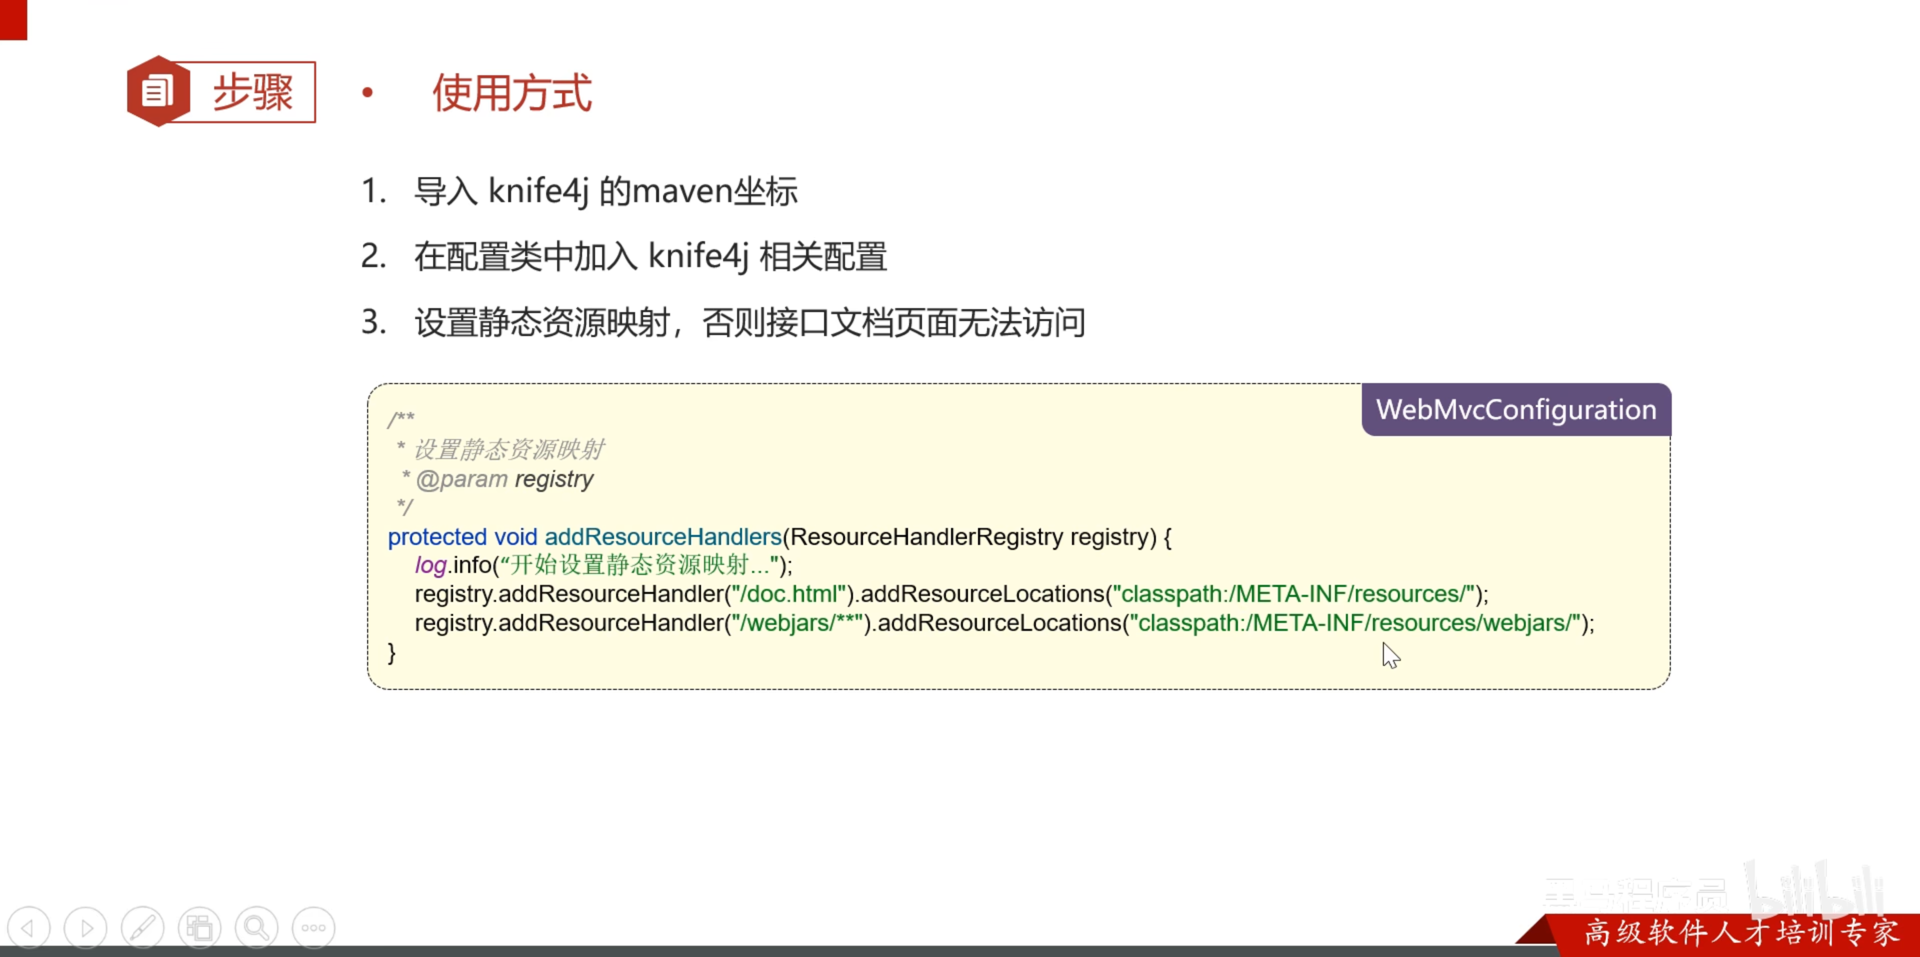 步骤
• 使用方式
1. 导入 knife4j 的maven坐标
2. 在配置类中加入 knife4j 相关配置
3. 设置静态资源映射，否则接口文档页面无法访问
WebMvcConfiguration
/**
* 设置静态资源映射
* @param registry
*/
protected void addResourceHandlers(ResourceHandlerRegistry registry) {
log.info(“开始设置静态资源映射...");
registry.addResourceHandler("/doc.html").addResourceLocations("classpath:/META-INF/resources/");
registry.addResourceHandler("/webjars/**").addResourceLocations("classpath:/META-INF/resources/webjars/");
}
黑马程序员 bilibili
高级软件人才培训专家